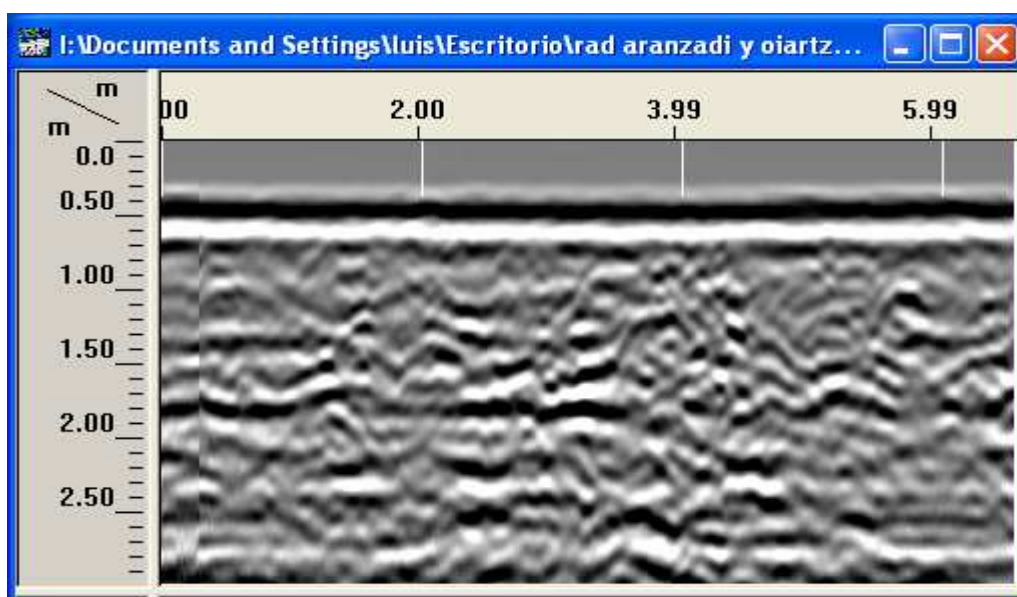 I:\Documents and Settings\luis\Escritorio\rad aranzadi y oiartz...
m
m
00 2.00 3.99 5.99
0.0
0.50
1.00
1.50
2.00
2.50